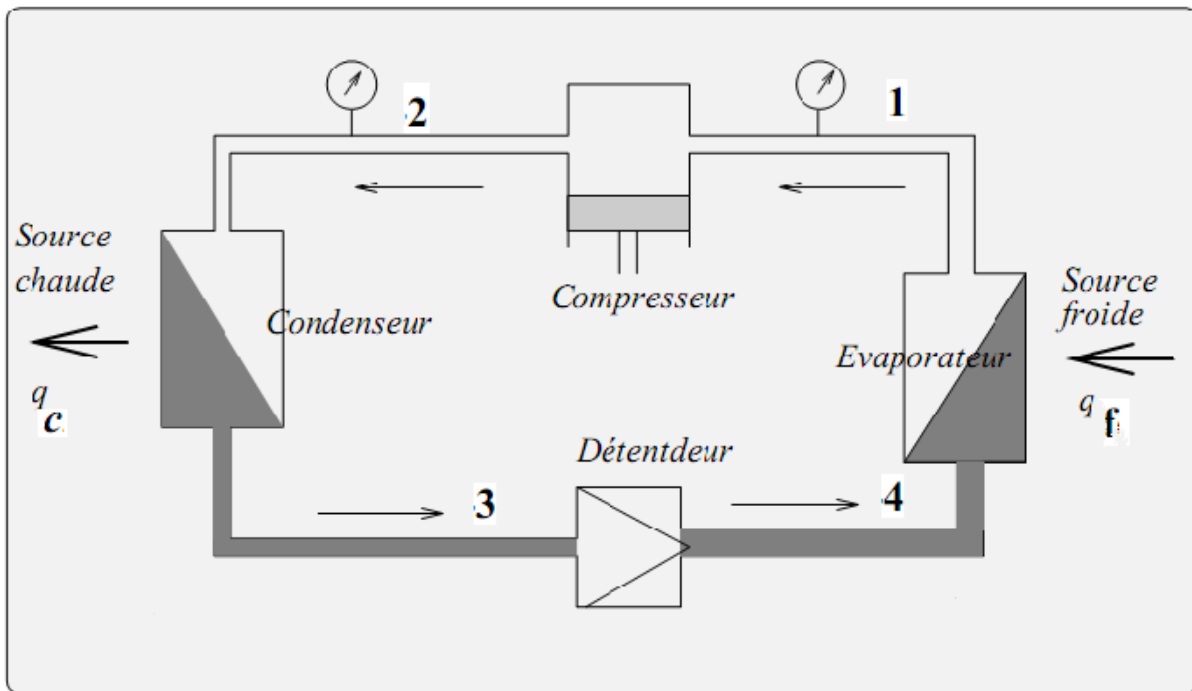 2
1
Source
chaude
Condenseur
Compresseur
Source
froide
Evaporateur
q
c
q
f
Détentdeur
3
4